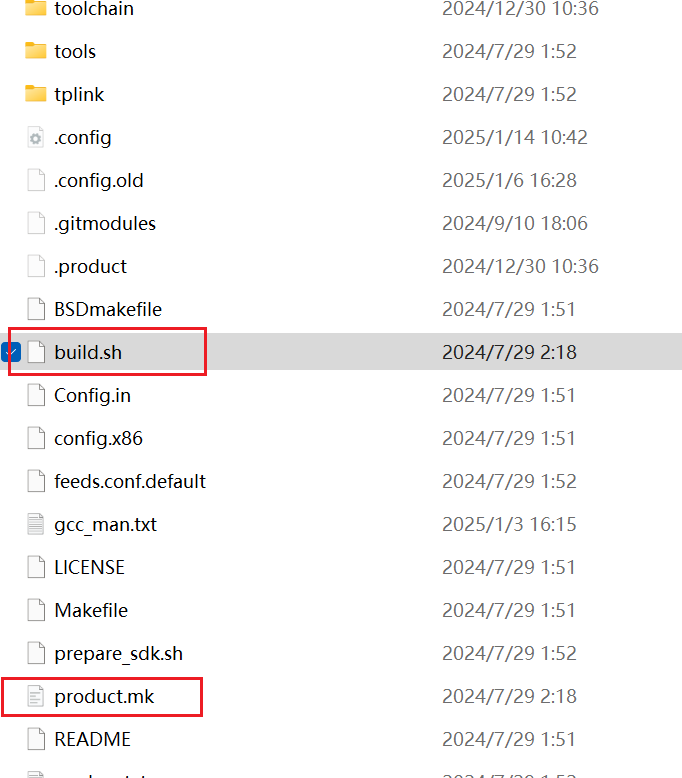 toolchain 2024/12/30 10:36
tools 2024/7/29 1:52
tplink 2024/7/29 1:52
.config 2025/1/14 10:42
.config.old 2025/1/6 16:28
.gitmodules 2024/9/10 18:06
.product 2024/12/30 10:36
BSDmakefile 2024/7/29 1:51
build.sh 2024/7/29 2:18
Config.in 2024/7/29 1:51
config.x86 2024/7/29 1:51
feeds.conf.default 2024/7/29 1:52
gcc_man.txt 2025/1/3 16:15
LICENSE 2024/7/29 1:51
Makefile 2024/7/29 1:51
prepare_sdk.sh 2024/7/29 1:52
product.mk 2024/7/29 2:18
README 2024/7/29 1:51